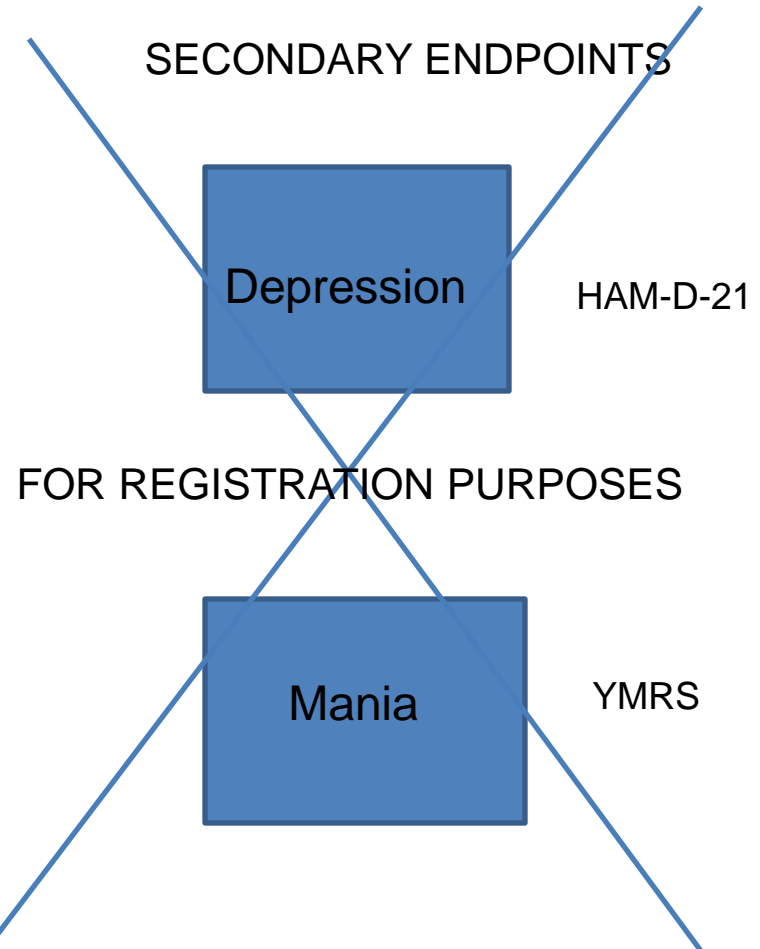 SECONDARY ENDPOINTS
Depression
HAM-D-21
FOR REGISTRATION PURPOSES
Mania
YMRS